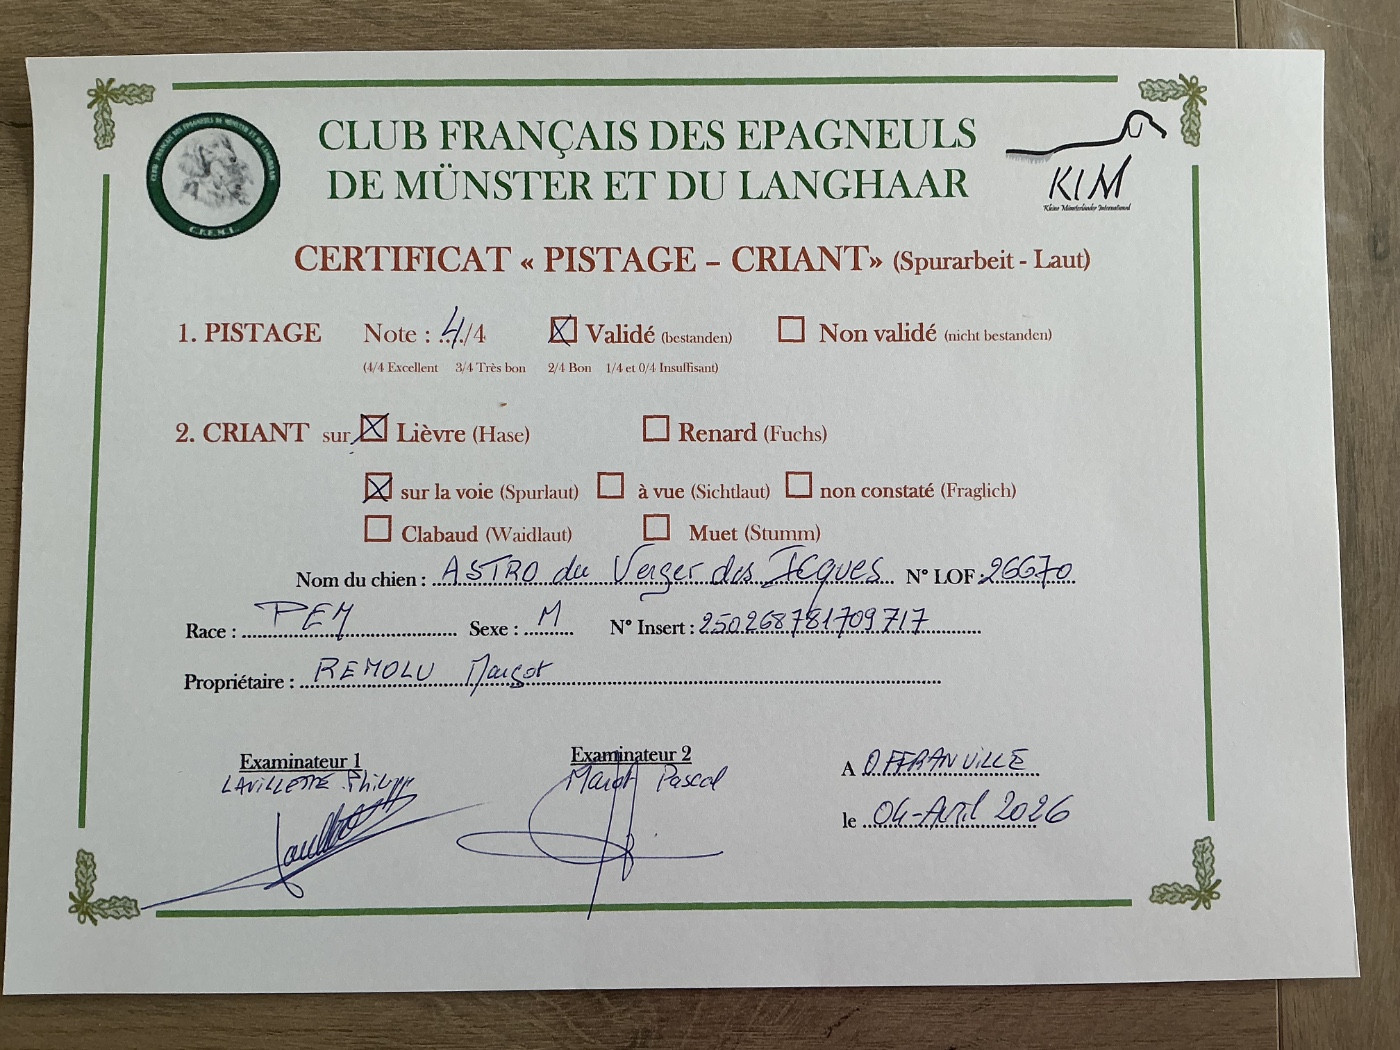 CLUB FRANÇAIS DES EPAGNEULS
DE MÜNSTER ET DU LANGHAAR
C.F.E.M.L.
KIM
Kleine Münsterländer International
CERTIFICAT « PISTAGE – CRIANT» (Spurarbeit - Laut)
1. PISTAGE Note : 4/4 Validé (bestanden) Non validé (nicht bestanden)
(4/4 Excellent 3/4 Très bon 2/4 Bon 1/4 et 0/4 Insuffisant)
2. CRIANT sur Lièvre (Hase) Renard (Fuchs)
sur la voie (Spurlaut) à vue (Sichtlaut) non constaté (Fraglich)
Clabaud (Waidlaut) Muet (Stumm)
Nom du chien : ASTRO du Verger des Icques N° LOF : 26670
Race : PEM Sexe : M N° Insert : 250268781709717
Propriétaire : REMOLU Margot
Examinateur 1 Examinateur 2
LAVILLETTE Philipp Pascal
A OFFRANVILLE
le 04-Avril 2026